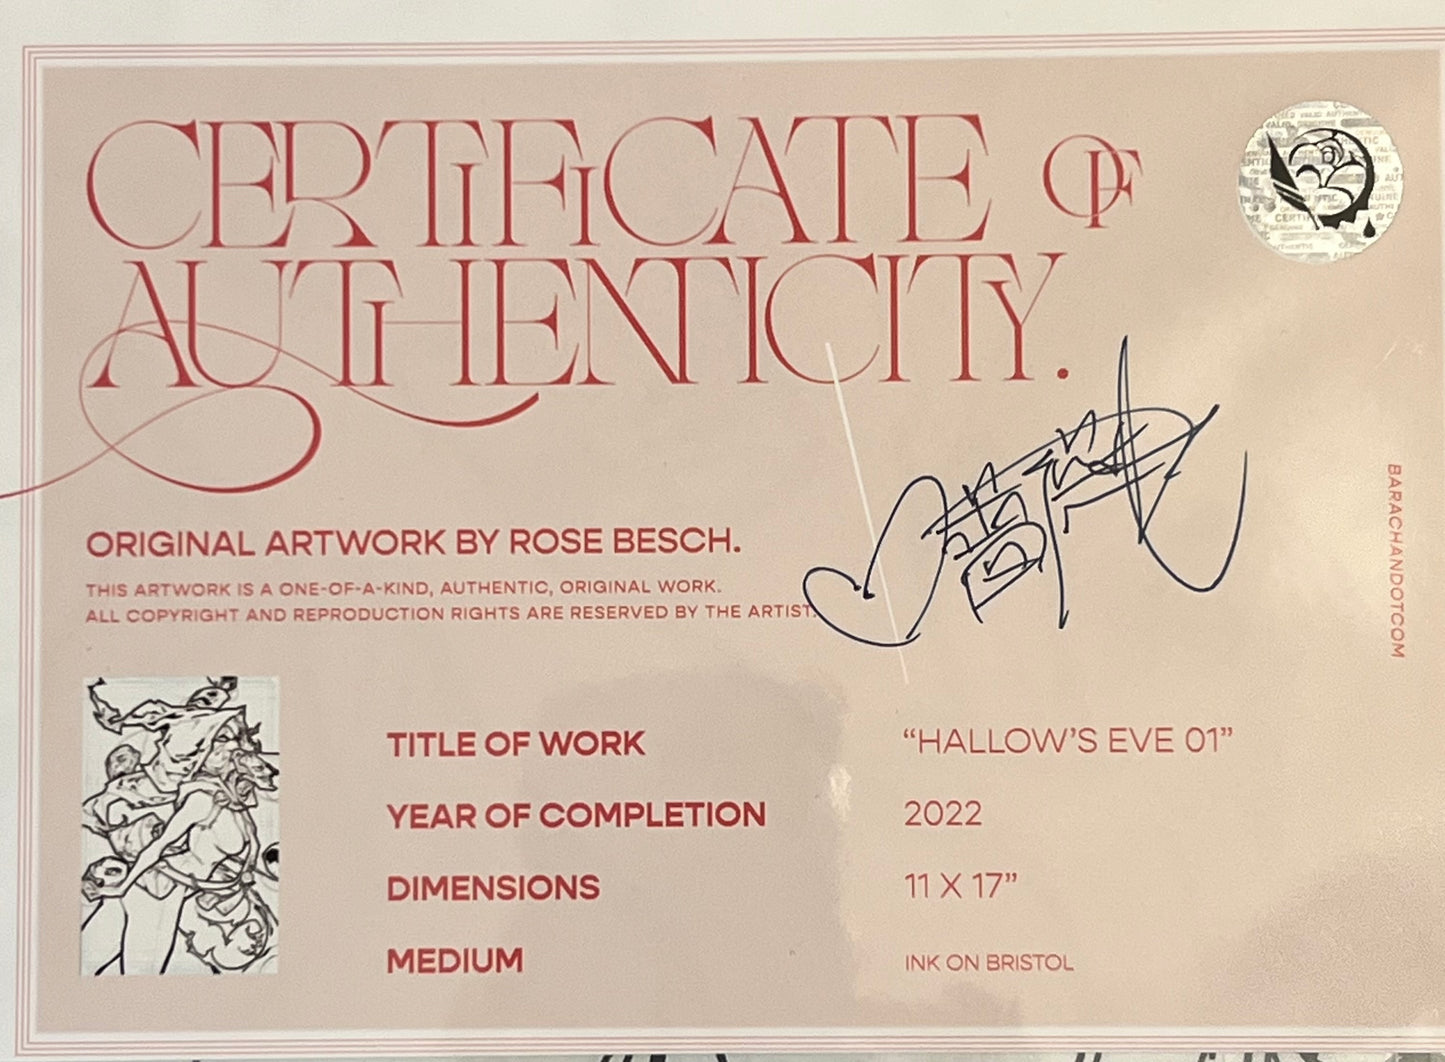 CERTIFICATE OF
AUTHENTICITY.
ORIGINAL ARTWORK BY ROSE BESCH.
THIS ARTWORK IS A ONE-OF-A-KIND, AUTHENTIC, ORIGINAL WORK.
ALL COPYRIGHT AND REPRODUCTION RIGHTS ARE RESERVED BY THE ARTIST.
BARACHANDOTCOM
TITLE OF WORK “HALLOW’S EVE 01”
YEAR OF COMPLETION 2022
DIMENSIONS 11 X 17”
MEDIUM INK ON BRISTOL